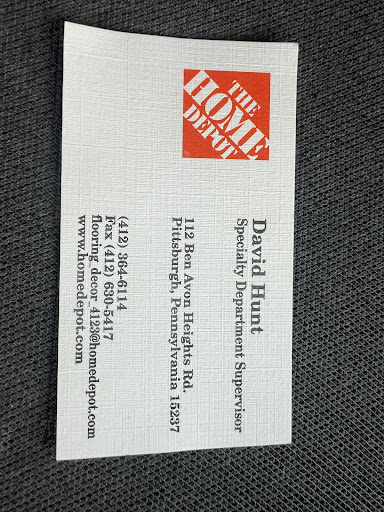 THE
HOME
DEPOT
David Hunt
Specialty Department Supervisor
112 Ben Avon Heights Rd.
Pittsburgh, Pennsylvania 15237
(412) 364-6114
Fax (412) 630-5417
flooring_decor_4123@homedepot.com
www.homedepot.com